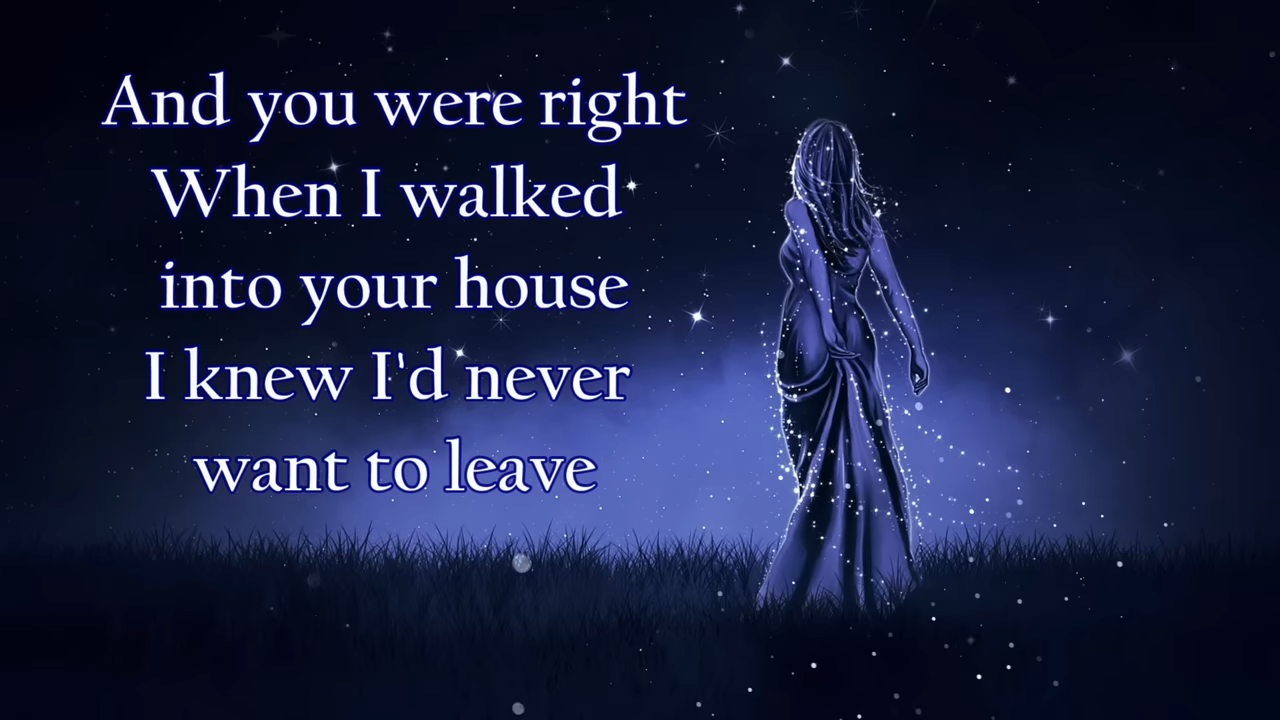 And you were right
When I walked
into your house
I knew I'd never
want to leave